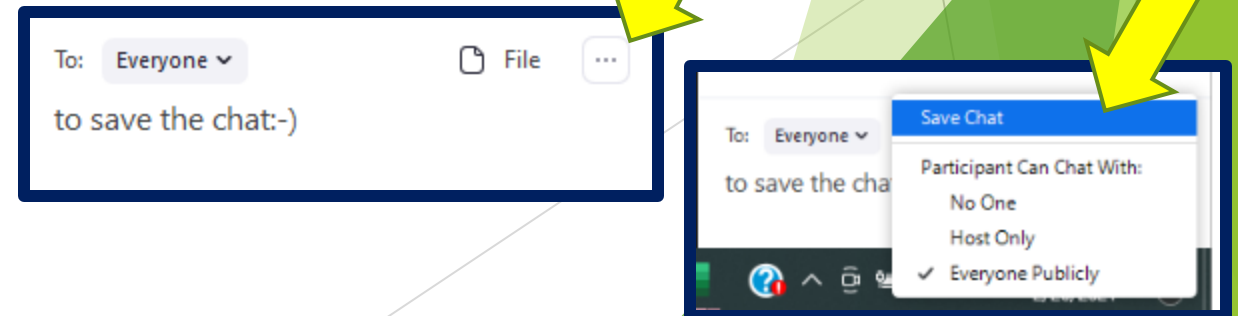 To: Everyone File ...
to save the chat:-)
Save Chat
To: Everyone
to save the cha
Participant Can Chat With:
No One
Host Only
✓ Everyone Publicly